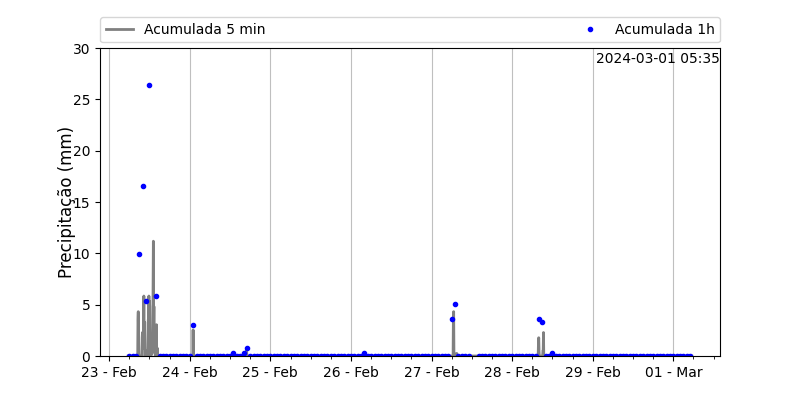 Acumulada 5 min
Acumulada 1h
2024-03-01 05:35
Precipitação (mm)
30
25
20
15
10
5
0
23 - Feb
24 - Feb
25 - Feb
26 - Feb
27 - Feb
28 - Feb
29 - Feb
01 - Mar